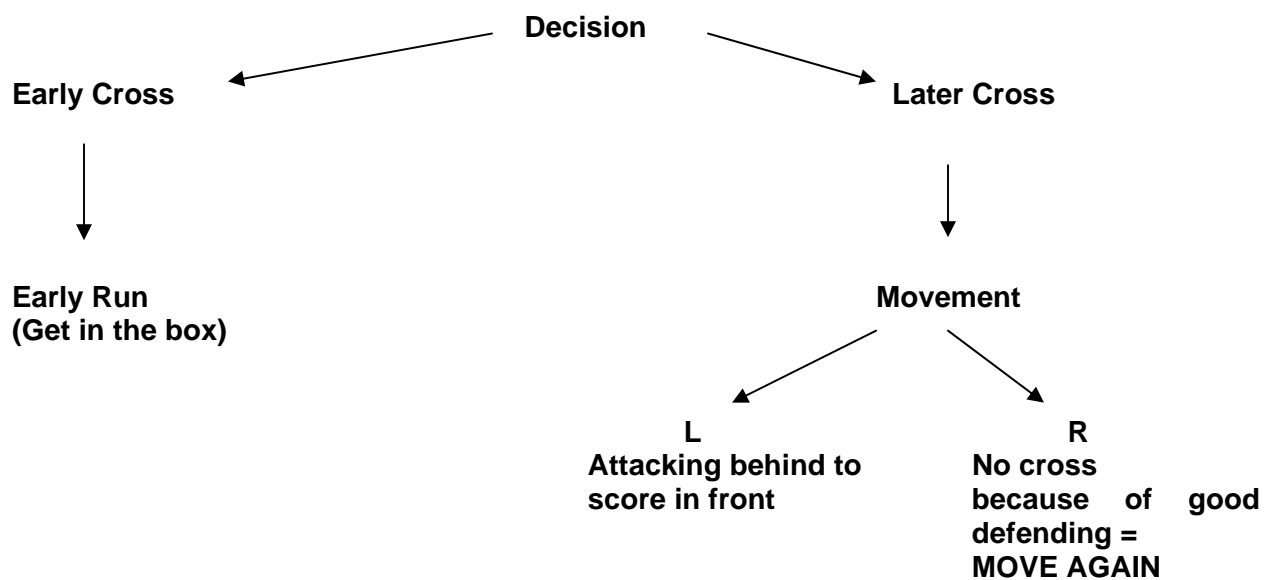 Decision
Early Cross
Later Cross
Early Run
(Get in the box)
Movement
L
Attacking behind to
score in front
R
No cross
because of good
defending =
MOVE AGAIN